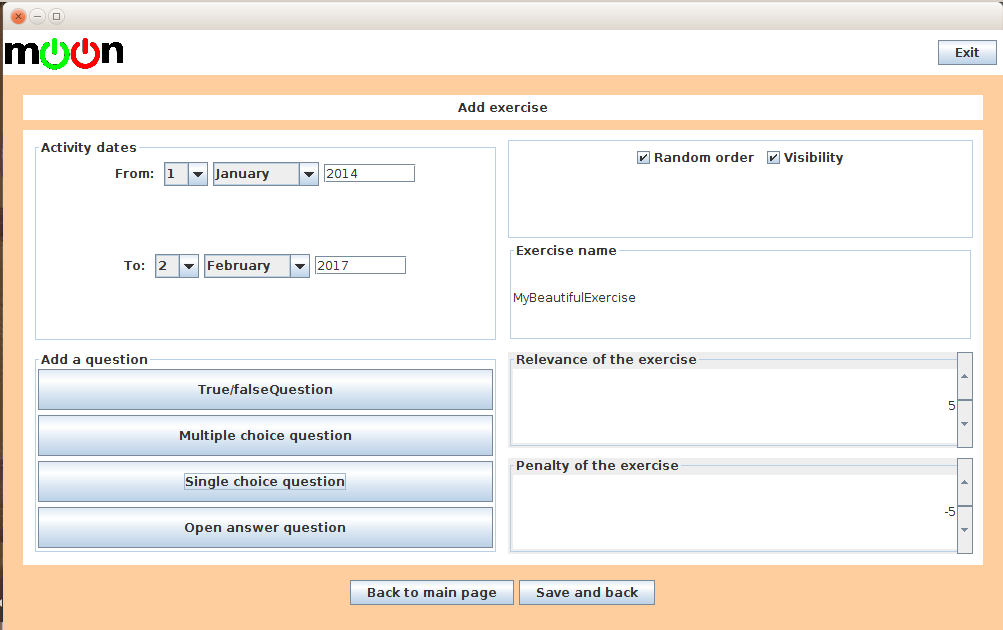 moon
Exit
Add exercise
Activity dates
From: 1 January 2014
To: 2 February 2017
Random order Visibility
Exercise name
MyBeautifulExercise
Add a question
True/falseQuestion
Multiple choice question
Single choice question
Open answer question
Relevance of the exercise
5
Penalty of the exercise
-5
Back to main page Save and back